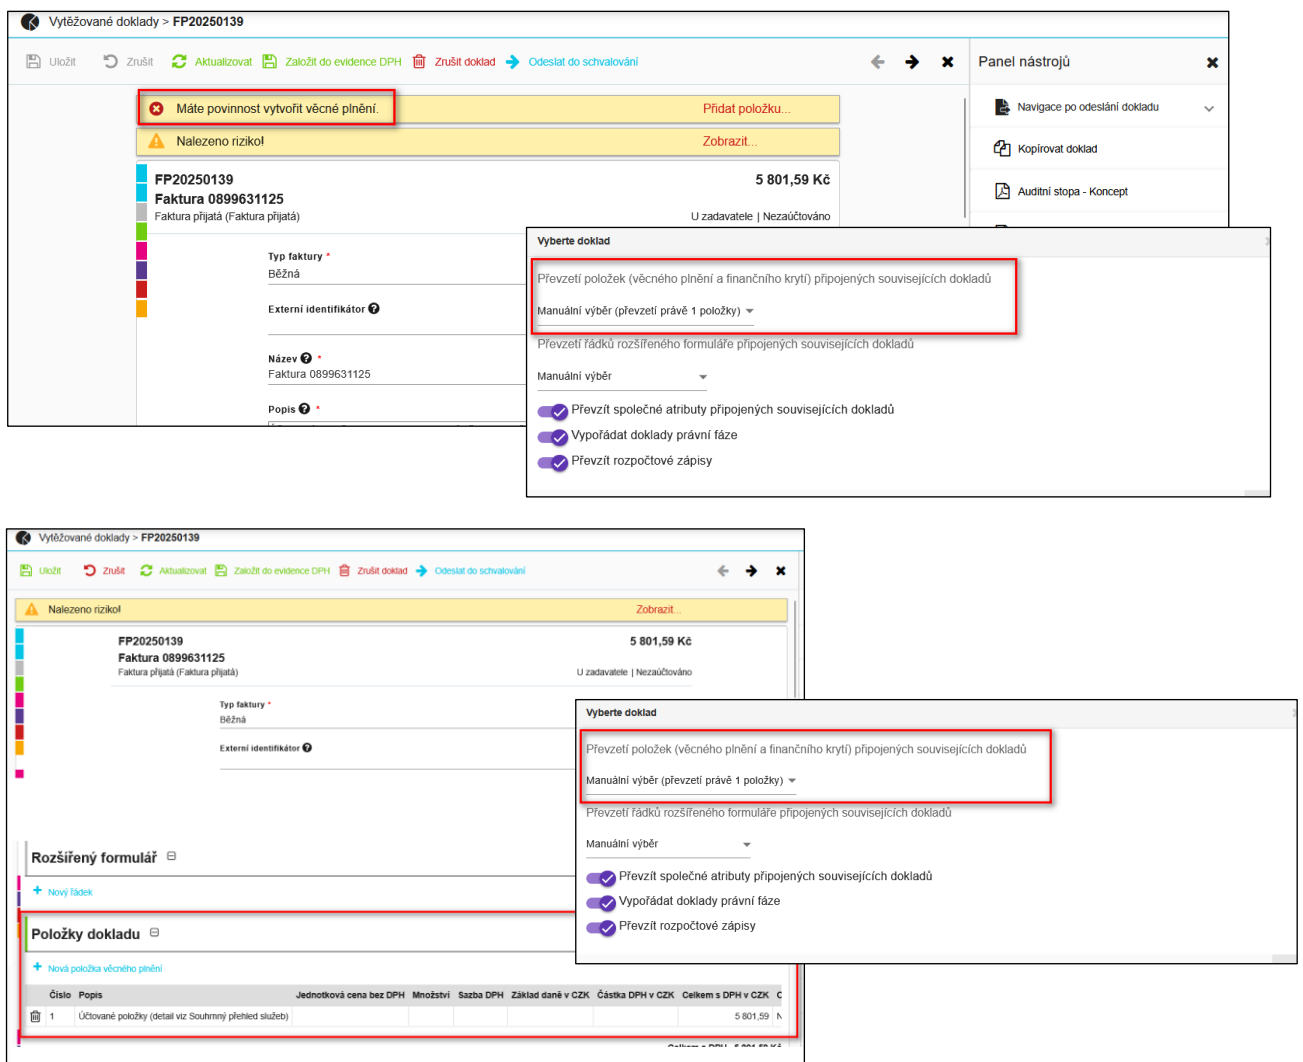 Vytěžované doklady > FP20250139
Uložit Zrušit Aktualizovat Založit do evidence DPH Zrušit doklad Odeslat do schvalování
Panel nástrojů
Máte povinnost vytvořit věcné plnění. Přidat položku...
Nalezeno riziko! Zobrazit...
Navigace po odeslání dokladu
Kopírovat doklad
Auditní stopa - Koncept
FP20250139 5 801,59 Kč
Faktura 0899631125
Faktura přijatá (Faktura přijatá) U zadavatele | Nezaúčtováno
Typ faktury *
Běžná
Externí identifikátor
Název *
Faktura 0899631125
Popis *
Vyberte doklad
Převzetí položek (věcného plnění a finančního krytí) připojených souvisejících dokladů
Manuální výběr (převzetí právě 1 položky)
Převzetí řádků rozšířeného formuláře připojených souvisejících dokladů
Manuální výběr
Převzít společné atributy připojených souvisejících dokladů
Vypořádat doklady právní fáze
Převzít rozpočtové zápisy
Vytěžované doklady > FP20250139
Uložit Zrušit Aktualizovat Založit do evidence DPH Zrušit doklad Odeslat do schvalování
Nalezeno riziko! Zobrazit...
FP20250139 5 801,59 Kč
Faktura 0899631125
Faktura přijatá (Faktura přijatá) U zadavatele | Nezaúčtováno
Typ faktury *
Běžná
Externí identifikátor
Vyberte doklad
Převzetí položek (věcného plnění a finančního krytí) připojených souvisejících dokladů
Manuální výběr (převzetí právě 1 položky)
Převzetí řádků rozšířeného formuláře připojených souvisejících dokladů
Manuální výběr
Převzít společné atributy připojených souvisejících dokladů
Vypořádat doklady právní fáze
Převzít rozpočtové zápisy
Rozšířený formulář
+ Nový řádek
Položky dokladu
+ Nová položka věcného plnění
Číslo Popis Jednotková cena bez DPH Množství Sazba DPH Základ daně v CZK Částka DPH v CZK Celkem s DPH v CZK
1 Účtované položky (detail viz Souhrnný přehled služeb) 5 801,59 N
Celkem s DPH 5 801,59 Kč